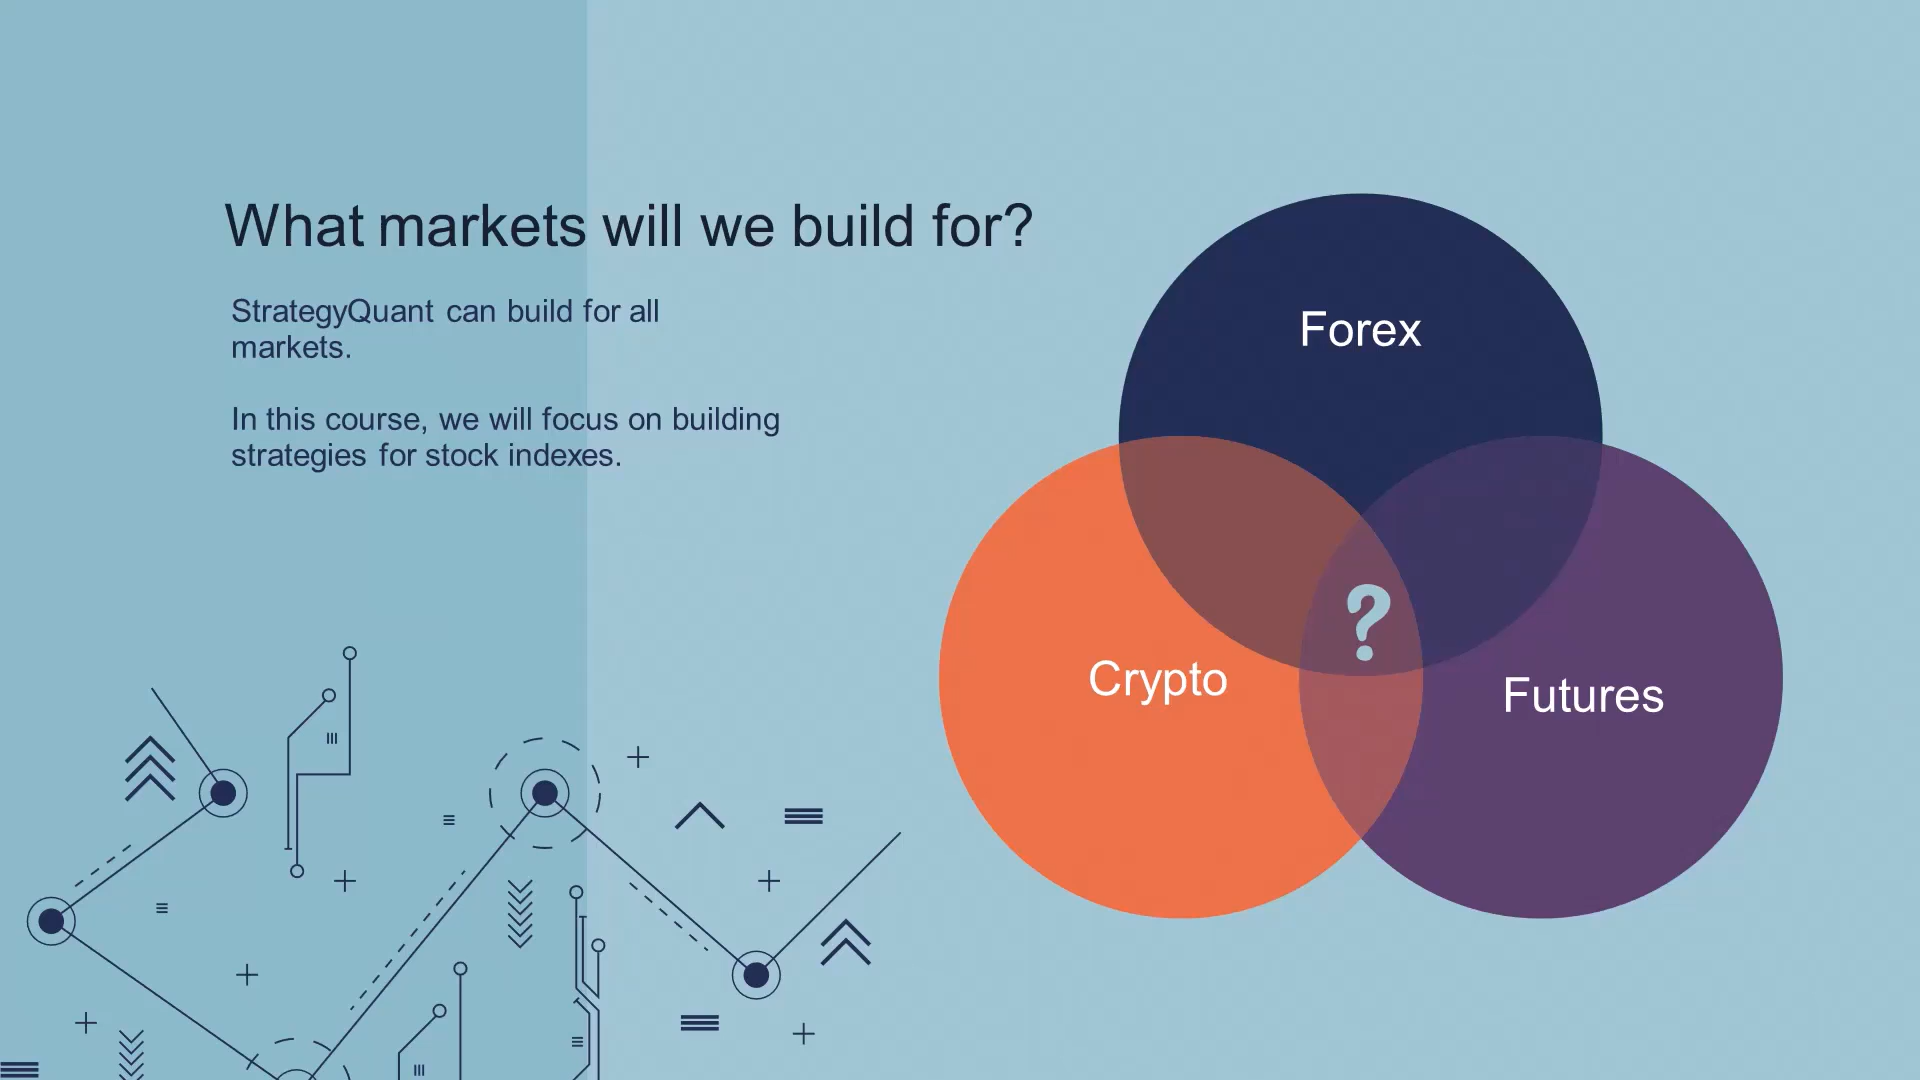 What markets will we build for?
StrategyQuant can build for all
markets.
In this course, we will focus on building
strategies for stock indexes.
Forex
Crypto
?
Futures